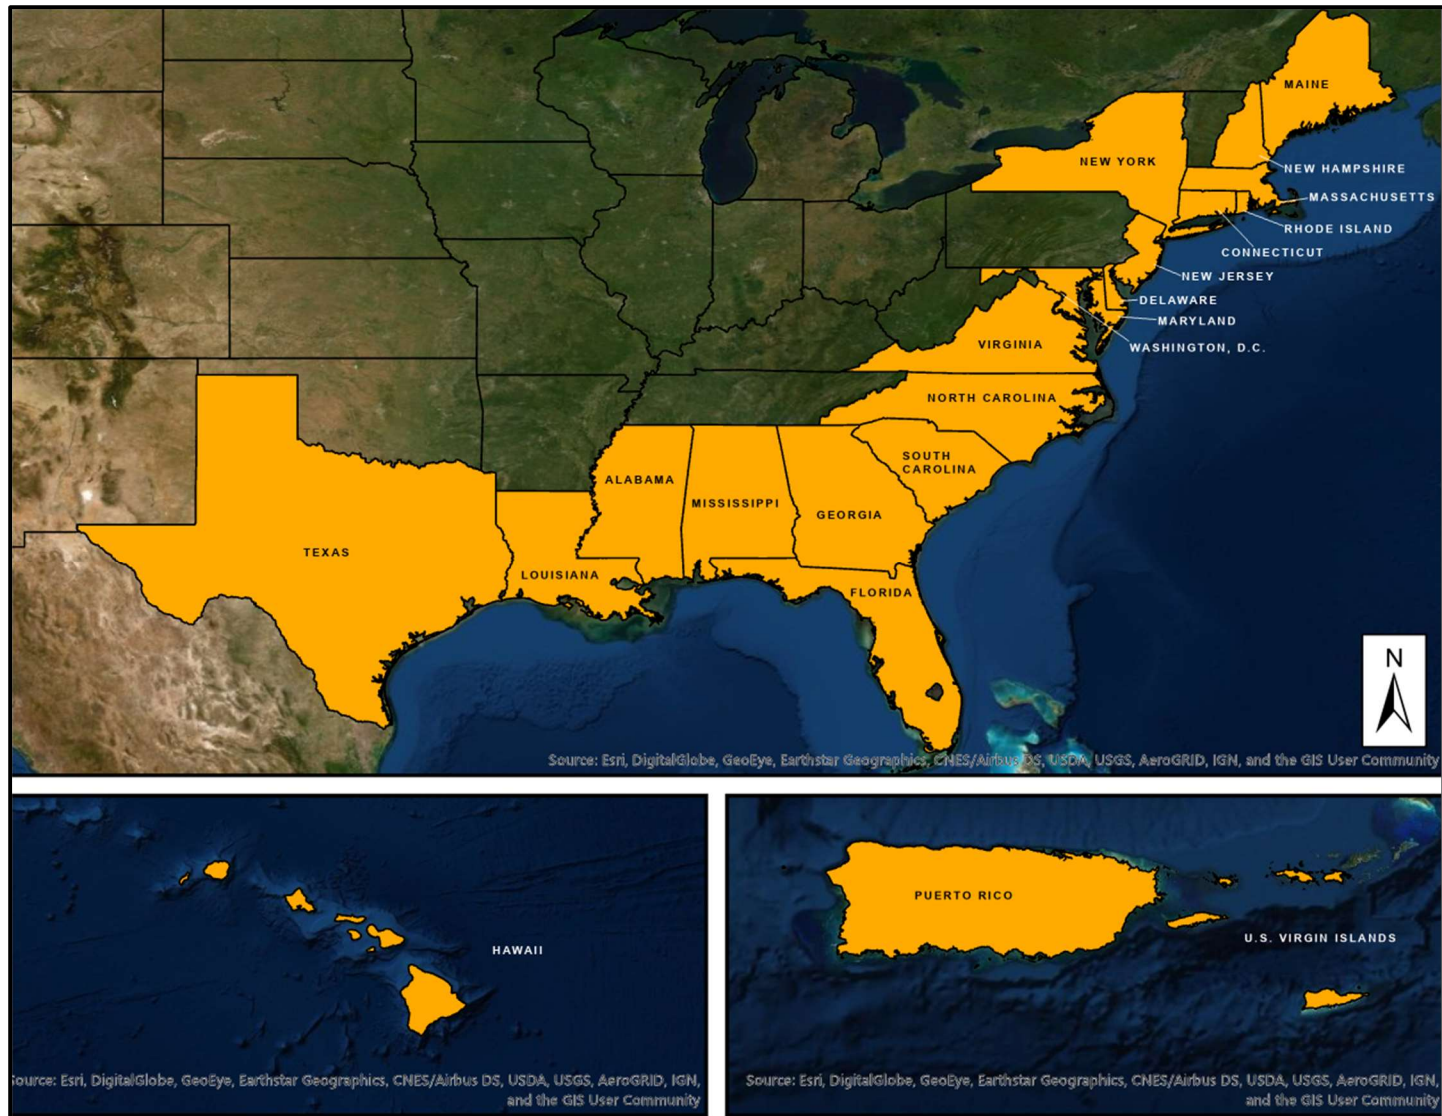 MAINE
NEW YORK
NEW HAMPSHIRE
MASSACHUSETTS
RHODE ISLAND
CONNECTICUT
NEW JERSEY
DELAWARE
MARYLAND
VIRGINIA
WASHINGTON, D.C.
NORTH CAROLINA
SOUTH
CAROLINA
ALABAMA
MISSISSIPPI
GEORGIA
TEXAS
LOUISIANA
FLORIDA
N
Source: Esri, DigitalGlobe, GeoEye, Earthstar Geographics, CNES/Airbus DS, USDA, USGS, AeroGRID, IGN, and the GIS User Community
HAWAII
Source: Esri, DigitalGlobe, GeoEye, Earthstar Geographics, CNES/Airbus DS, USDA, USGS, AeroGRID, IGN,
and the GIS User Community
PUERTO RICO
U.S. VIRGIN ISLANDS
Source: Esri, DigitalGlobe, GeoEye, Earthstar Geographics, CNES/Airbus DS, USDA, USGS, AeroGRID, IGN,
and the GIS User Community